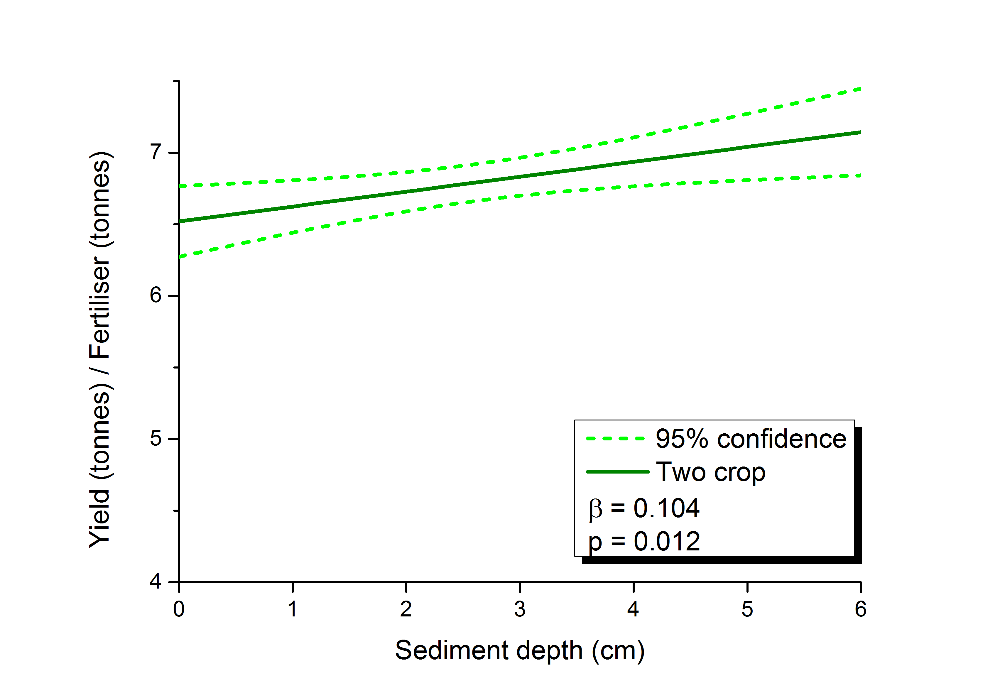 Yield (tonnes) / Fertiliser (tonnes)
7
6
5
4
0 1 2 3 4 5 6
Sediment depth (cm)
95% confidence
Two crop
β = 0.104
p = 0.012